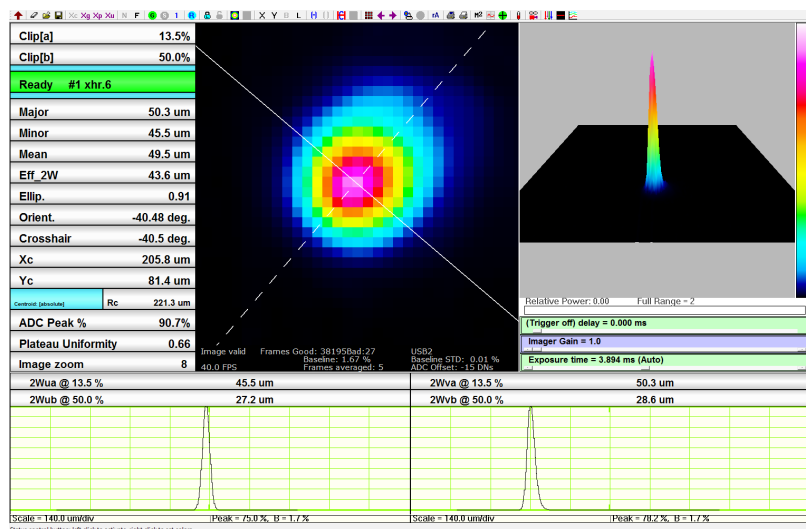 Xc Xg Xp Xu N F G N 1 R X Y B L rA M²
Clip[a] 13.5%
Clip[b] 50.0%
Ready #1 xhr.6
Major 50.3 um
Minor 45.5 um
Mean 49.5 um
Eff_2W 43.6 um
Ellip. 0.91
Orient. -40.48 deg.
Crosshair -40.5 deg.
Xc 205.8 um
Yc 81.4 um
Centroid: [absolute] Rc 221.3 um
ADC Peak % 90.7%
Plateau Uniformity 0.66
Image zoom 8
Image valid Frames Good: 38195Bad:27 USB2
Baseline: 1.67 % Baseline STD: 0.01 %
40.0 FPS Frames averaged: 5 ADC Offset: -15 DNs
Relative Power: 0.00 Full Range = 2
(Trigger off) delay = 0.000 ms
Imager Gain = 1.0
Exposure time = 3.894 ms (Auto)
2Wua @ 13.5 % 45.5 um 2Wva @ 13.5 % 50.3 um
2Wub @ 50.0 % 27.2 um 2Wvb @ 50.0 % 28.6 um
Scale = 140.0 um/div Peak = 75.0 %, B = 1.7 % Scale = 140.0 um/div Peak = 78.2 %, B = 1.7 %